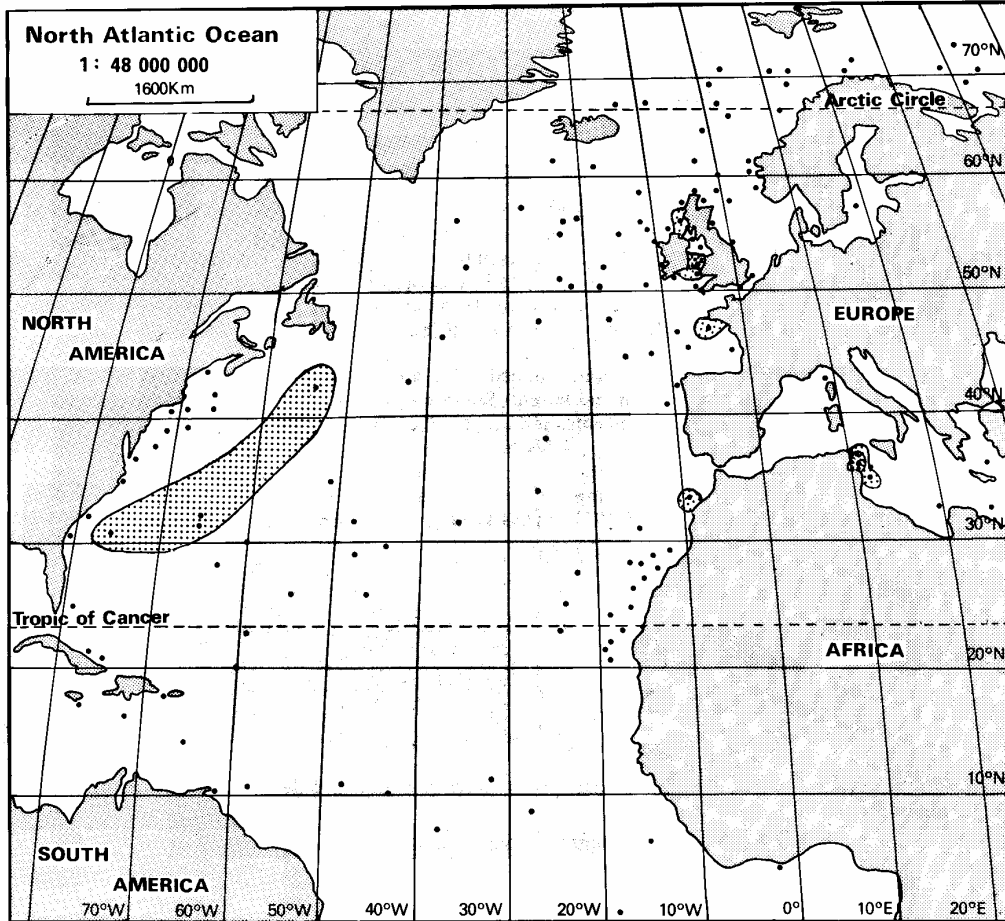 North Atlantic Ocean
1: 48 000 000
1600Km
70°N
Arctic Circle
60°N
50°N
NORTH
AMERICA
EUROPE
40°N
30°N
Tropic of Cancer
AFRICA
20°N
10°N
SOUTH
AMERICA
70°W
60°W
50°W
40°W
30°W
20°W
10°W
0°W
10°E
20°E